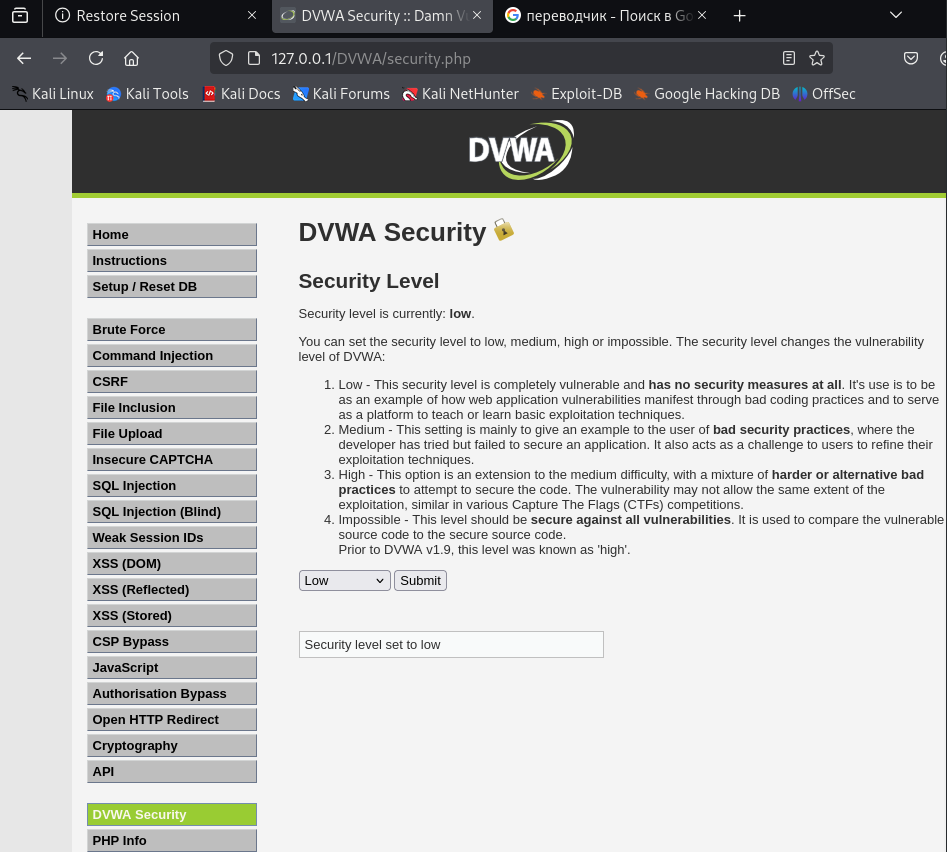 Restore Session
DVWA Security :: Damn V
переводчик - Поиск в Go
127.0.0.1/DVWA/security.php
Kali Linux
Kali Tools
Kali Docs
Kali Forums
Kali NetHunter
Exploit-DB
Google Hacking DB
OffSec
DVWA
Home
Instructions
Setup / Reset DB
Brute Force
Command Injection
CSRF
File Inclusion
File Upload
Insecure CAPTCHA
SQL Injection
SQL Injection (Blind)
Weak Session IDs
XSS (DOM)
XSS (Reflected)
XSS (Stored)
CSP Bypass
JavaScript
Authorisation Bypass
Open HTTP Redirect
Cryptography
API
DVWA Security
PHP Info
DVWA Security
Security Level
Security level is currently: low.
You can set the security level to low, medium, high or impossible. The security level changes the vulnerability
level of DVWA:
1. Low - This security level is completely vulnerable and has no security measures at all. It's use is to be
as an example of how web application vulnerabilities manifest through bad coding practices and to serve
as a platform to teach or learn basic exploitation techniques.
2. Medium - This setting is mainly to give an example to the user of bad security practices, where the
developer has tried but failed to secure an application. It also acts as a challenge to users to refine their
exploitation techniques.
3. High - This option is an extension to the medium difficulty, with a mixture of harder or alternative bad
practices to attempt to secure the code. The vulnerability may not allow the same extent of the
exploitation, similar in various Capture The Flags (CTFs) competitions.
4. Impossible - This level should be secure against all vulnerabilities. It is used to compare the vulnerable
source code to the secure source code.
Prior to DVWA v1.9, this level was known as 'high'.
Low
Submit
Security level set to low